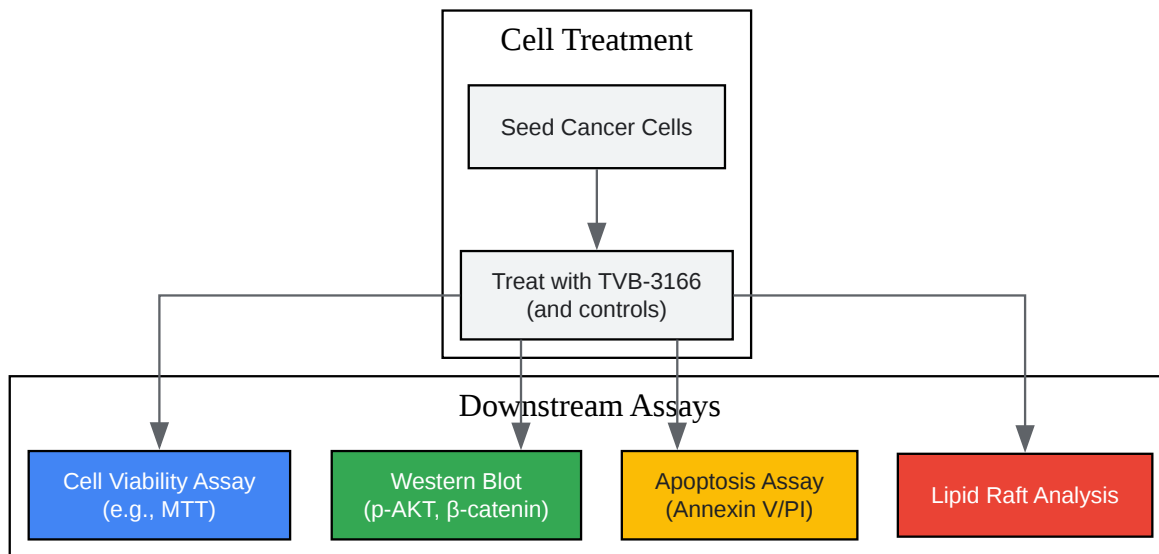 Cell Treatment
Seed Cancer Cells
Treat with TVB-3166
(and controls)
Downstream Assays
Cell Viability Assay
(e.g., MTT)
Western Blot
(p-AKT, β-catenin)
Apoptosis Assay
(Annexin V/PI)
Lipid Raft Analysis